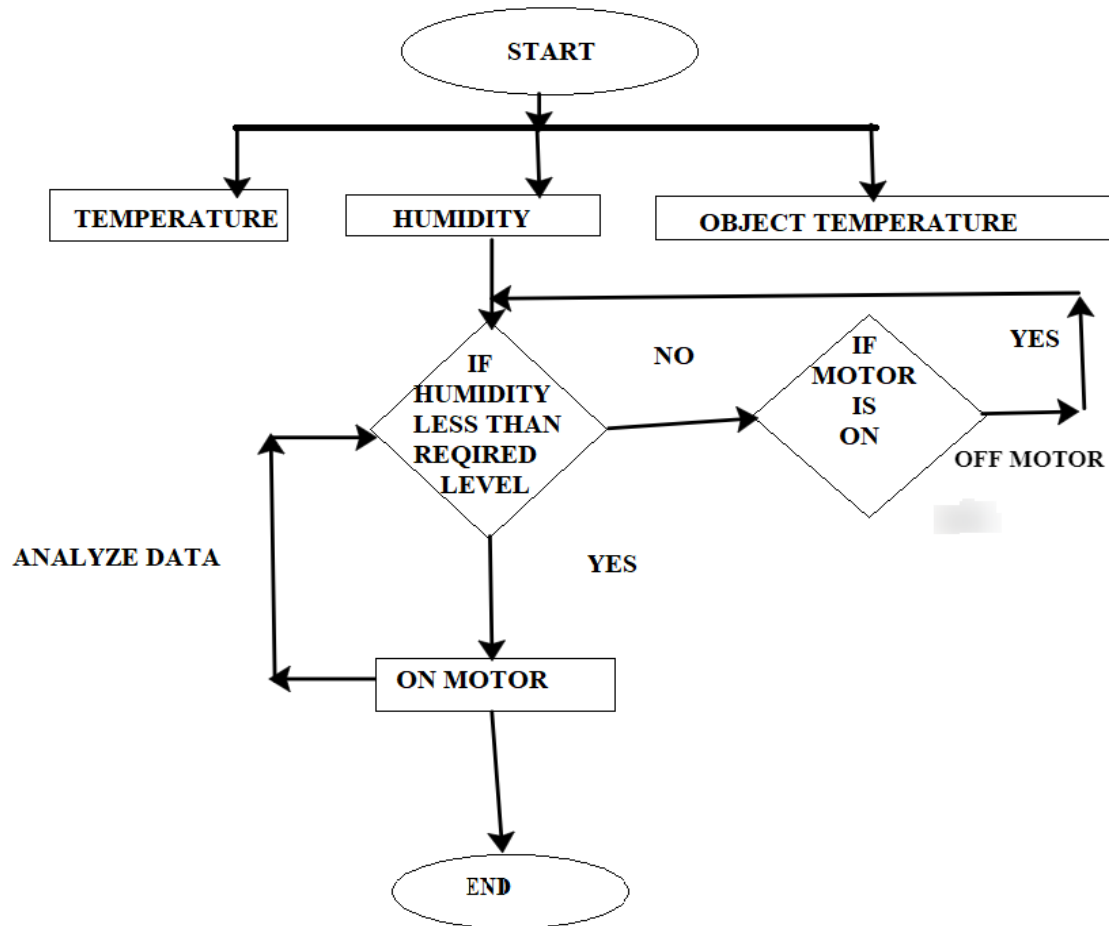 START
TEMPERATURE
HUMIDITY
OBJECT TEMPERATURE
IF
HUMIDITY
LESS THAN
REQIRED
LEVEL
NO
IF
MOTOR
IS
ON
YES
OFF MOTOR
ANALYZE DATA
YES
ON MOTOR
END